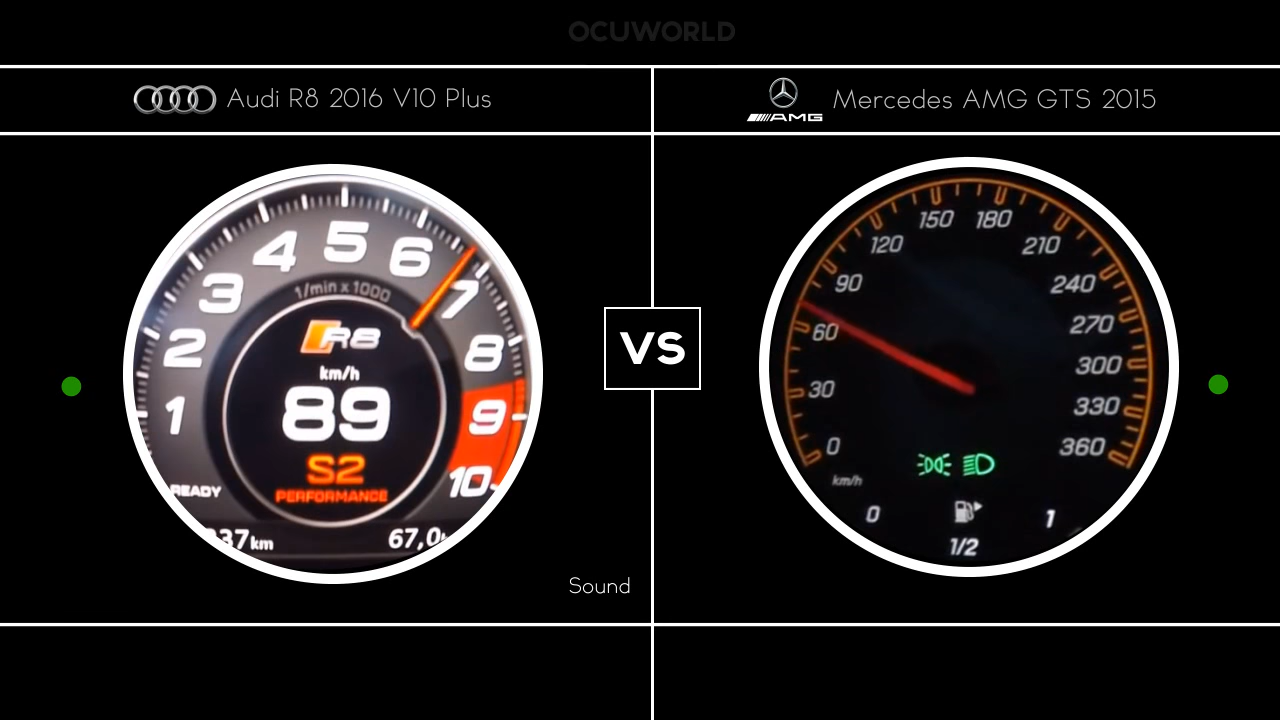 OCUWORLD
Audi R8 2016 V10 Plus
AMG Mercedes AMG GTS 2015
1
2
3
4
5
6
7
8
9
10
1/min x 1000
R8
km/h
89
S2
PERFORMANCE
READY
37km
67,0
Sound
VS
0
30
60
90
120
150
180
210
240
270
300
330
360
km/h
0
1
1/2